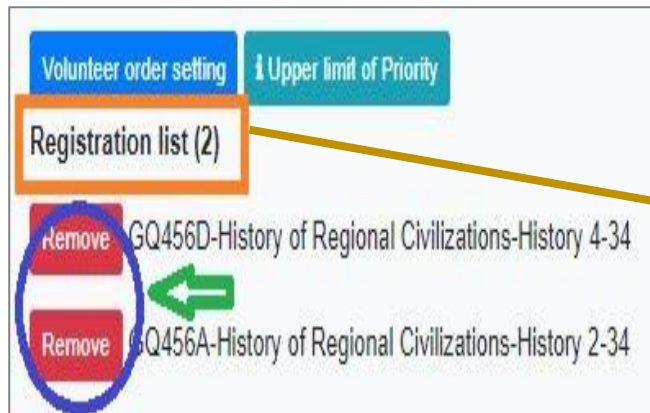 Volunteer order setting
i Upper limit of Priority
Registration list (2)
Remove GQ456D-History of Regional Civilizations-History 4-34
Remove GQ456A-History of Regional Civilizations-History 2-34